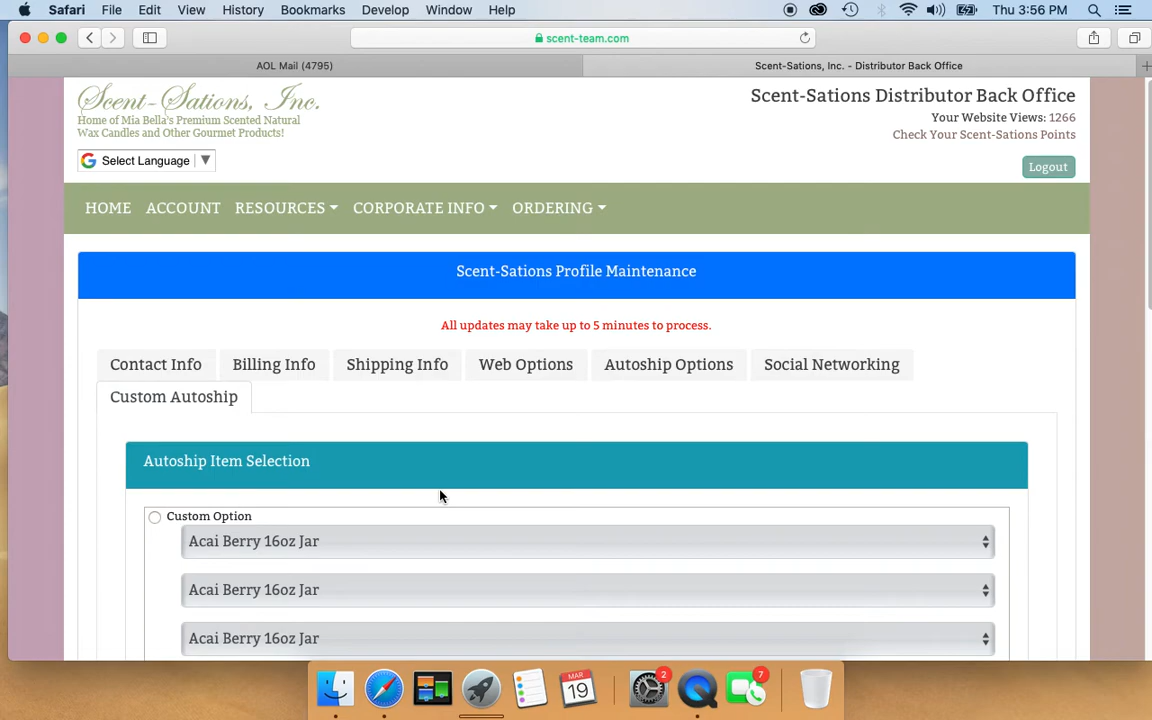 Safari File Edit View History Bookmarks Develop Window Help Thu 3:56 PM
scent-team.com
AOL Mail (4795) Scent-Sations, Inc. - Distributor Back Office
Scent-Sations, Inc.
Home of Mia Bella's Premium Scented Natural
Wax Candles and Other Gourmet Products!
Select Language ▼
Scent-Sations Distributor Back Office
Your Website Views: 1266
Check Your Scent-Sations Points
Logout
HOME ACCOUNT RESOURCES CORPORATE INFO ORDERING
Scent-Sations Profile Maintenance
All updates may take up to 5 minutes to process.
Contact Info Billing Info Shipping Info Web Options Autoship Options Social Networking
Custom Autoship
Autoship Item Selection
Custom Option
Acai Berry 16oz Jar
Acai Berry 16oz Jar
Acai Berry 16oz Jar
MAR
19
2
7